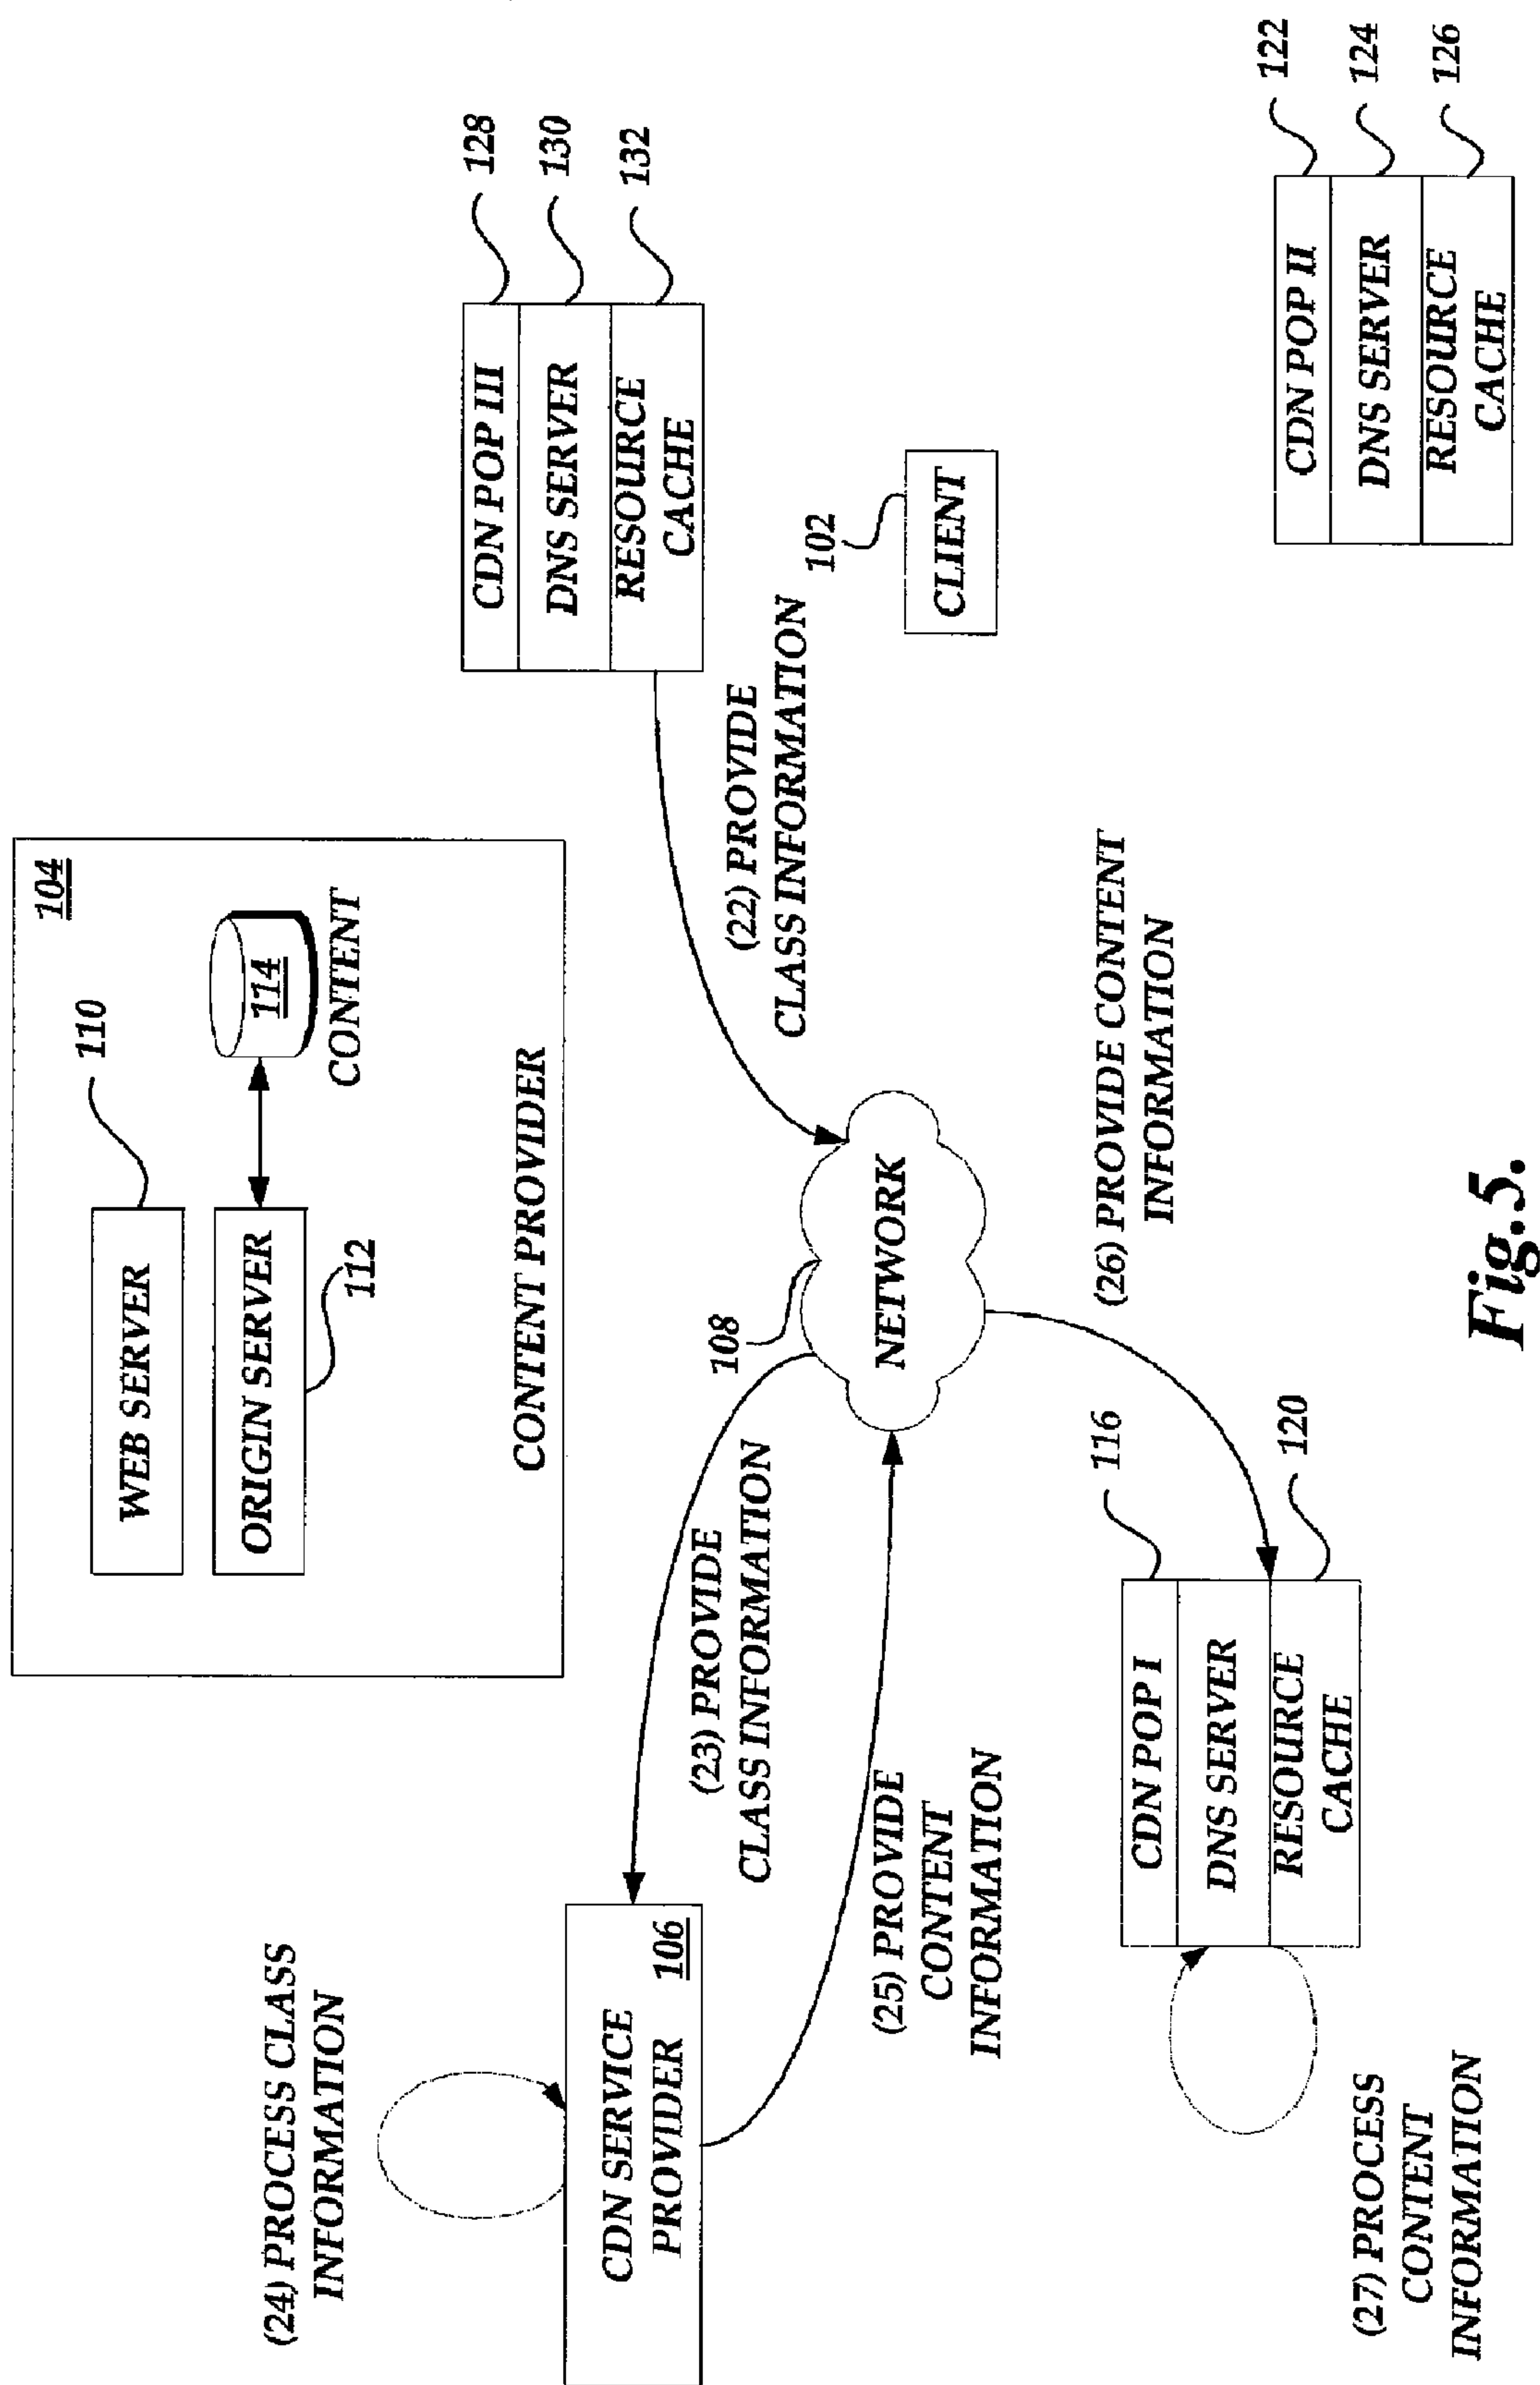 104
WEB SERVER
110
ORIGIN SERVER
112
114
CONTENT
CONTENT PROVIDER
(24) PROCESS CLASS
INFORMATION
CDN SERVICE
PROVIDER
106
(23) PROVIDE
CLASS INFORMATION
(25) PROVIDE
CONTENT
INFORMATION
108
NETWORK
(22) PROVIDE
CLASS INFORMATION
CDN POP III
DNS SERVER
RESOURCE
CACHE
128
130
132
102
CLIENT
(26) PROVIDE CONTENT
INFORMATION
CDN POP I
DNS SERVER
RESOURCE
CACHE
116
120
(27) PROCESS
CONTENT
INFORMATION
CDN POP II
DNS SERVER
RESOURCE
CACHE
122
124
126
Fig.5.